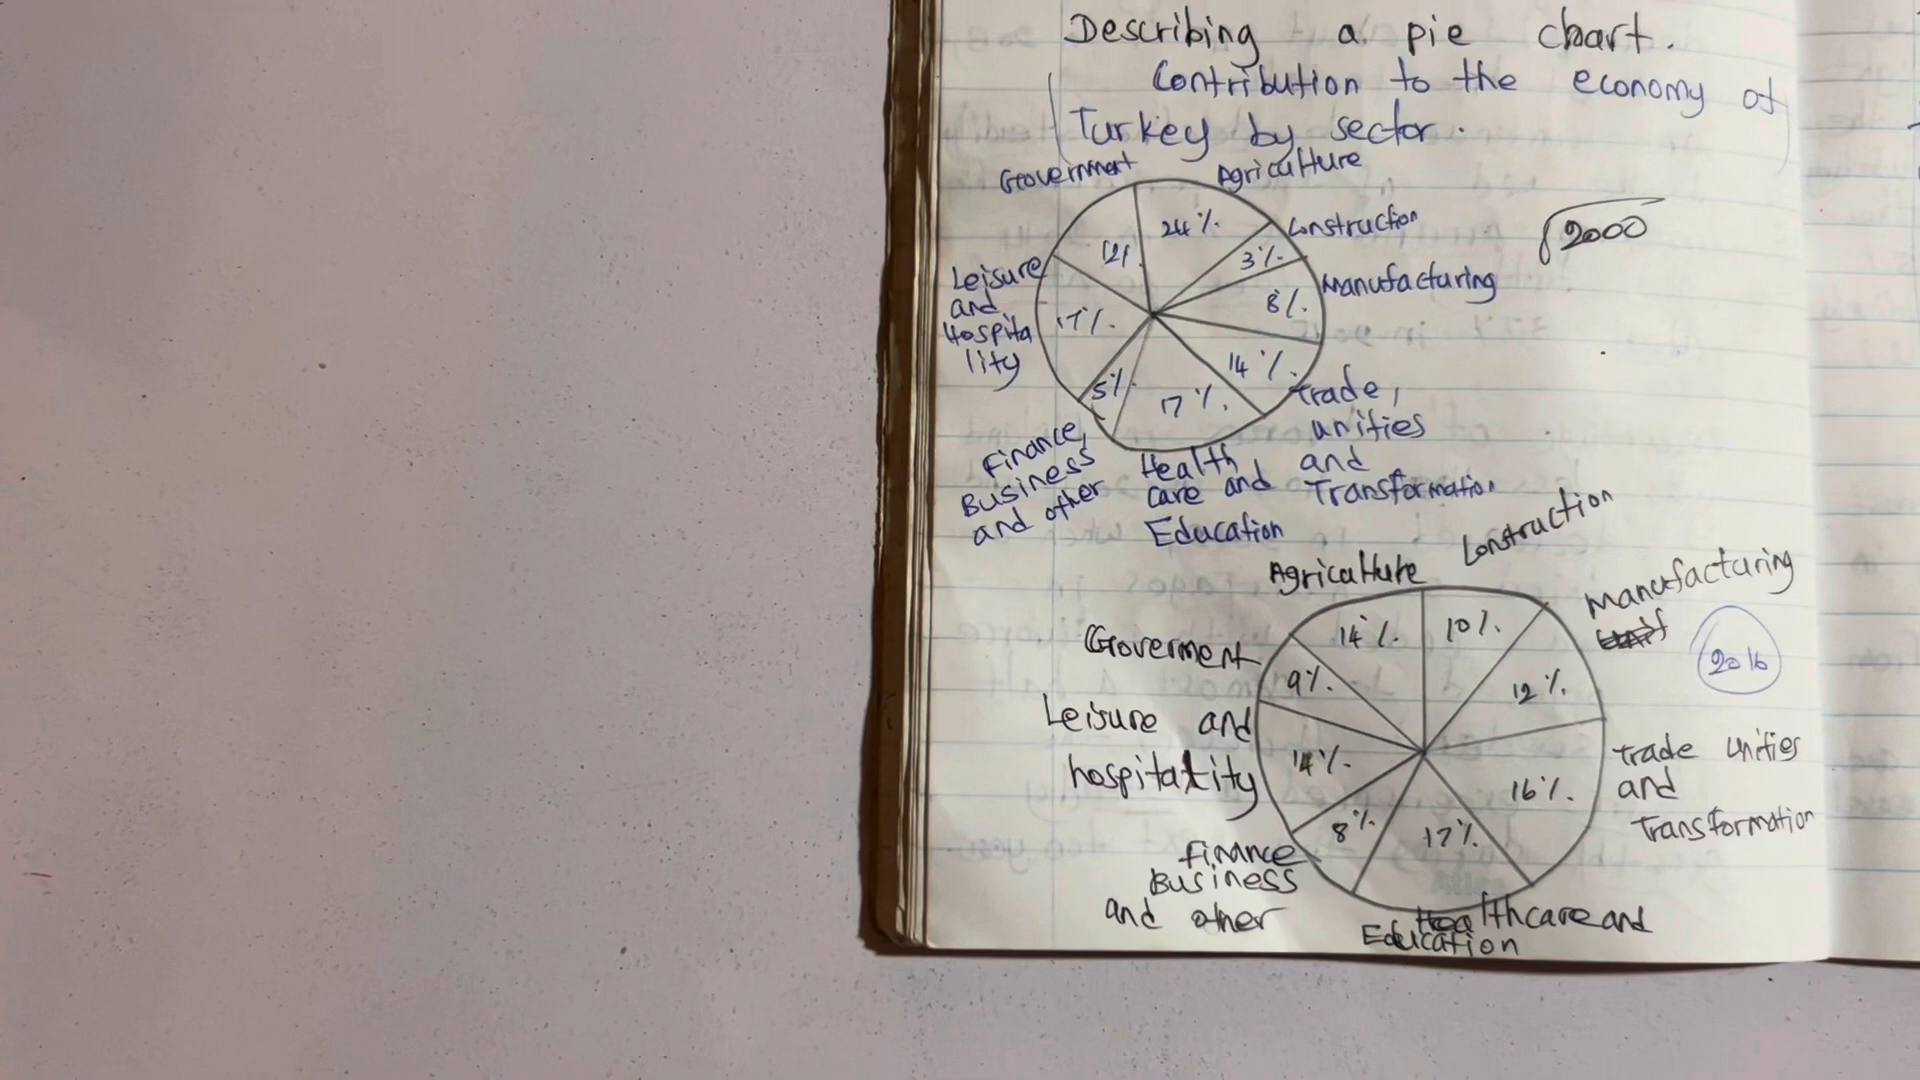 Describing a pie chart.
Contribution to the economy of
Turkey by sector.
Government
Agriculture
Construction
Manufacturing
Trade,
unities
and
Transformation
Health
care and
Education
Finance,
Business
and other
Leisure
and
Hospita
lity
24%
3%
8%
14%
17%
5%
17%
2000
Agriculture
Construction
Manufacturing
Trade unities
and
Transformation
Healthcare and
Education
Finance
Business
and other
Leisure and
hospitality
Goverment
14%
10%
12%
16%
17%
8%
14%
9%
2016